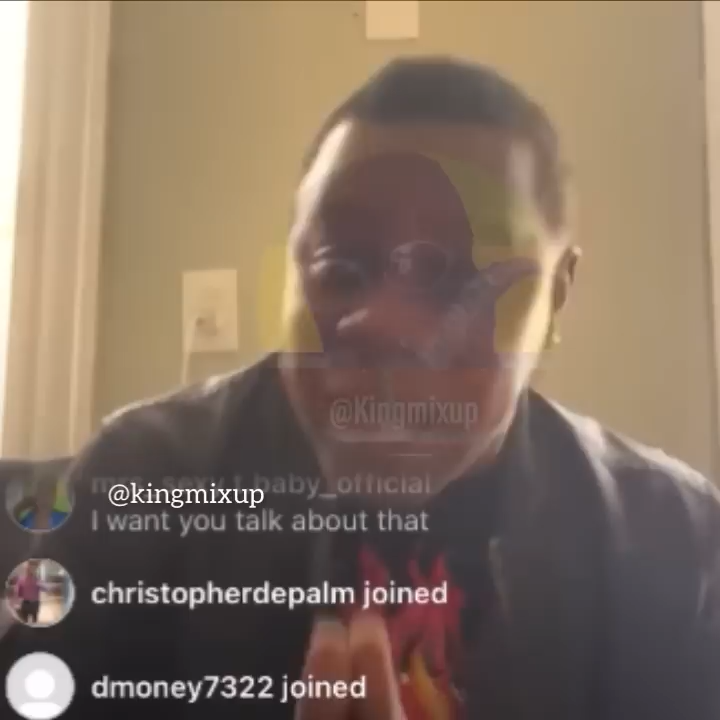 @Kingmixup
baby_official
@kingmixup
I want you talk about that
christopherdepalm joined
dmoney7322 joined